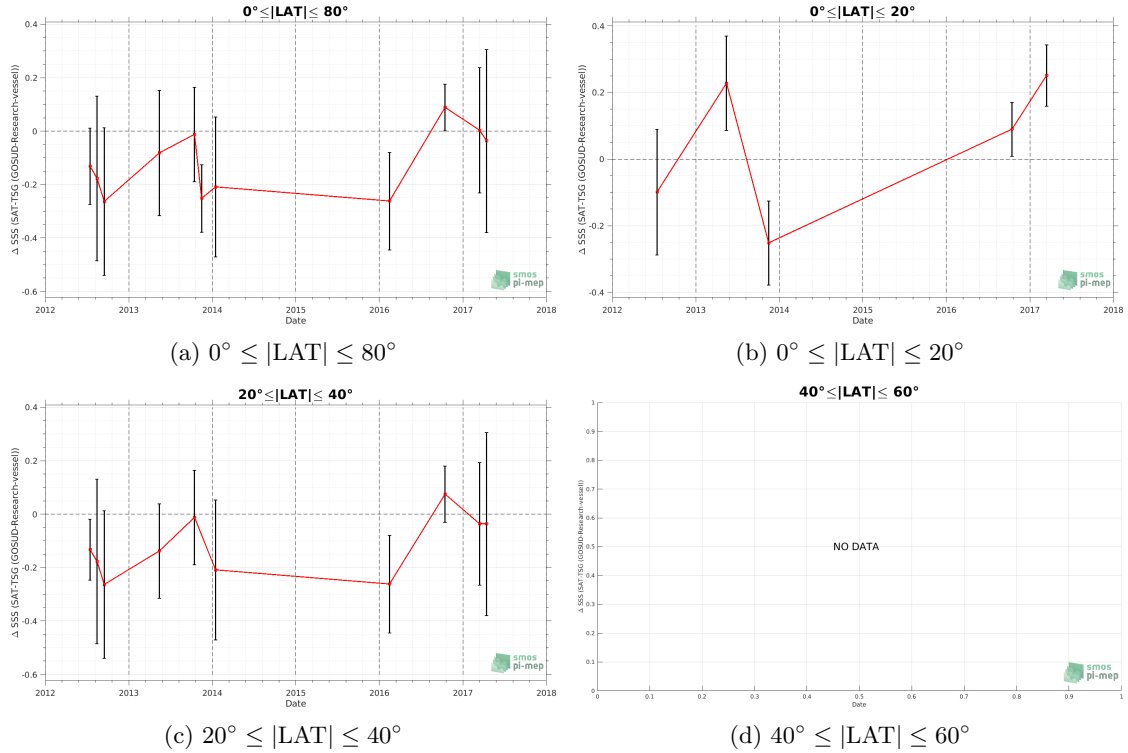 0°≤|LAT|≤ 80°
Δ SSS (SAT-TSG (GOSUD-Research-vessel))
0.4
0.2
0
-0.2
-0.4
-0.6
2012 2013 2014 2015 2016 2017 2018
Date
smos
pi-mep
(a) 0° ≤ |LAT| ≤ 80°
0°≤|LAT|≤ 20°
Δ SSS (SAT-TSG (GOSUD-Research-vessel))
0.4
0.2
0
-0.2
-0.4
2012 2013 2014 2015 2016 2017 2018
Date
smos
pi-mep
(b) 0° ≤ |LAT| ≤ 20°
20°≤|LAT|≤ 40°
Δ SSS (SAT-TSG (GOSUD-Research-vessel))
0.4
0.2
0
-0.2
-0.4
-0.6
2012 2013 2014 2015 2016 2017 2018
Date
smos
pi-mep
(c) 20° ≤ |LAT| ≤ 40°
40°≤|LAT|≤ 60°
Δ SSS (SAT-TSG (GOSUD-Research-vessel))
1
0.9
0.8
0.7
0.6
0.5
0.4
0.3
0.2
0.1
0
NO DATA
0 0.1 0.2 0.3 0.4 0.5 0.6 0.7 0.8 0.9 1
Date
smos
pi-mep
(d) 40° ≤ |LAT| ≤ 60°